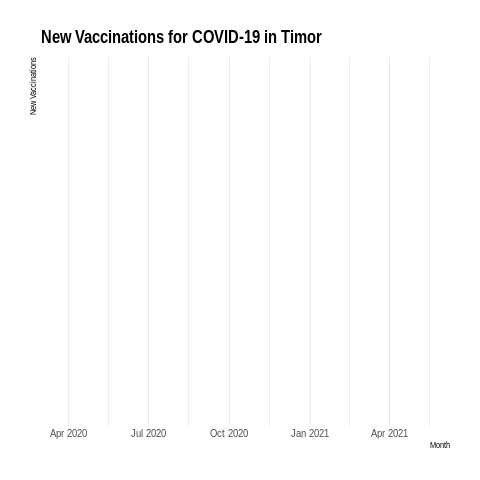 New Vaccinations for COVID-19 in Timor
New Vaccinations
Apr 2020 Jul 2020 Oct 2020 Jan 2021 Apr 2021
Month